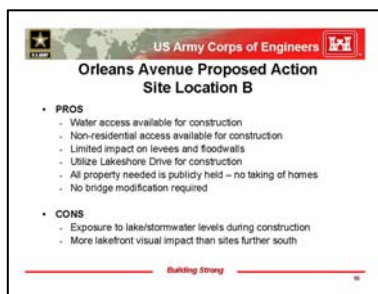 US Army Corps of Engineers
Orleans Avenue Proposed Action
Site Location B
• PROS
- Water access available for construction
- Non-residential access available for construction
- Limited impact on levees and floodwalls
- Utilize Lakeshore Drive for construction
- All property needed is publicly held – no taking of homes
- No bridge modification required
• CONS
- Exposure to lake/stormwater levels during construction
- More lakefront visual impact than sites further south
Building Strong